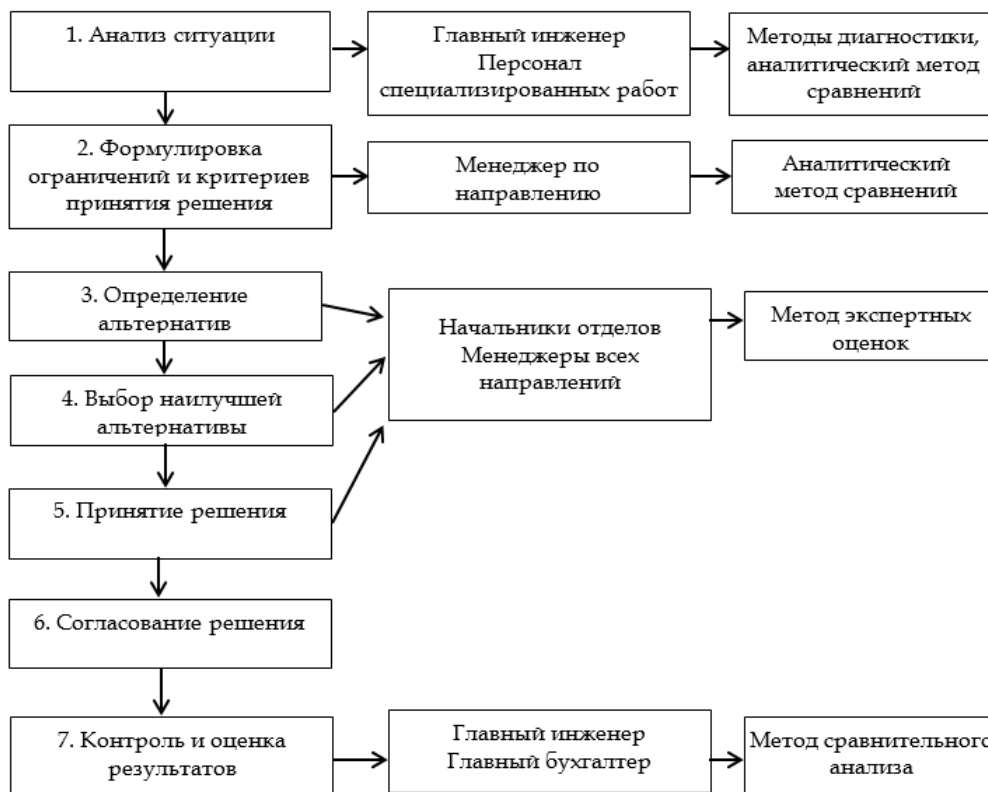 1. Анализ ситуации
Главный инженер
Персонал
специализированных работ
Методы диагностики,
аналитический метод
сравнений
2. Формулировка
ограничений и критериев
принятия решения
Менеджер по
направлению
Аналитический
метод сравнений
3. Определение
альтернатив
Начальники отделов
Менеджеры всех
направлений
Метод экспертных
оценок
4. Выбор наилучшей
альтернативы
5. Принятие решения
6. Согласование решения
7. Контроль и оценка
результатов
Главный инженер
Главный бухгалтер
Метод сравнительного
анализа